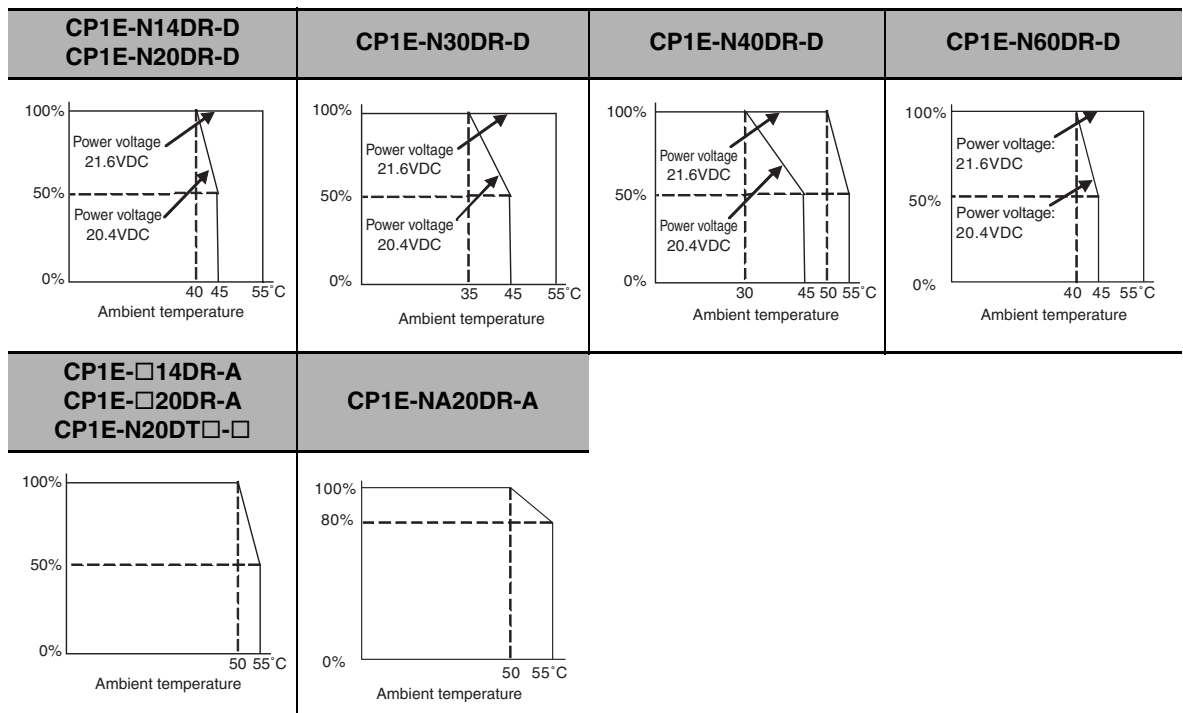 CP1E-N14DR-D
CP1E-N20DR-D
CP1E-N30DR-D
CP1E-N40DR-D
CP1E-N60DR-D
100%
Power voltage
21.6VDC
50%
Power voltage
20.4VDC
0%
40 45 55˚C
Ambient temperature
100%
Power voltage
21.6VDC
50%
Power voltage
20.4VDC
0%
35 45 55˚C
Ambient temperature
100%
Power voltage
21.6VDC
50%
Power voltage
20.4VDC
0%
30 45 50 55˚C
Ambient temperature
100%
Power voltage:
21.6VDC
50%
Power voltage:
20.4VDC
0%
40 45 55˚C
Ambient temperature
CP1E-□14DR-A
CP1E-□20DR-A
CP1E-N20DT□-□
CP1E-NA20DR-A
100%
50%
0%
50 55˚C
Ambient temperature
100%
80%
0%
50 55˚C
Ambient temperature